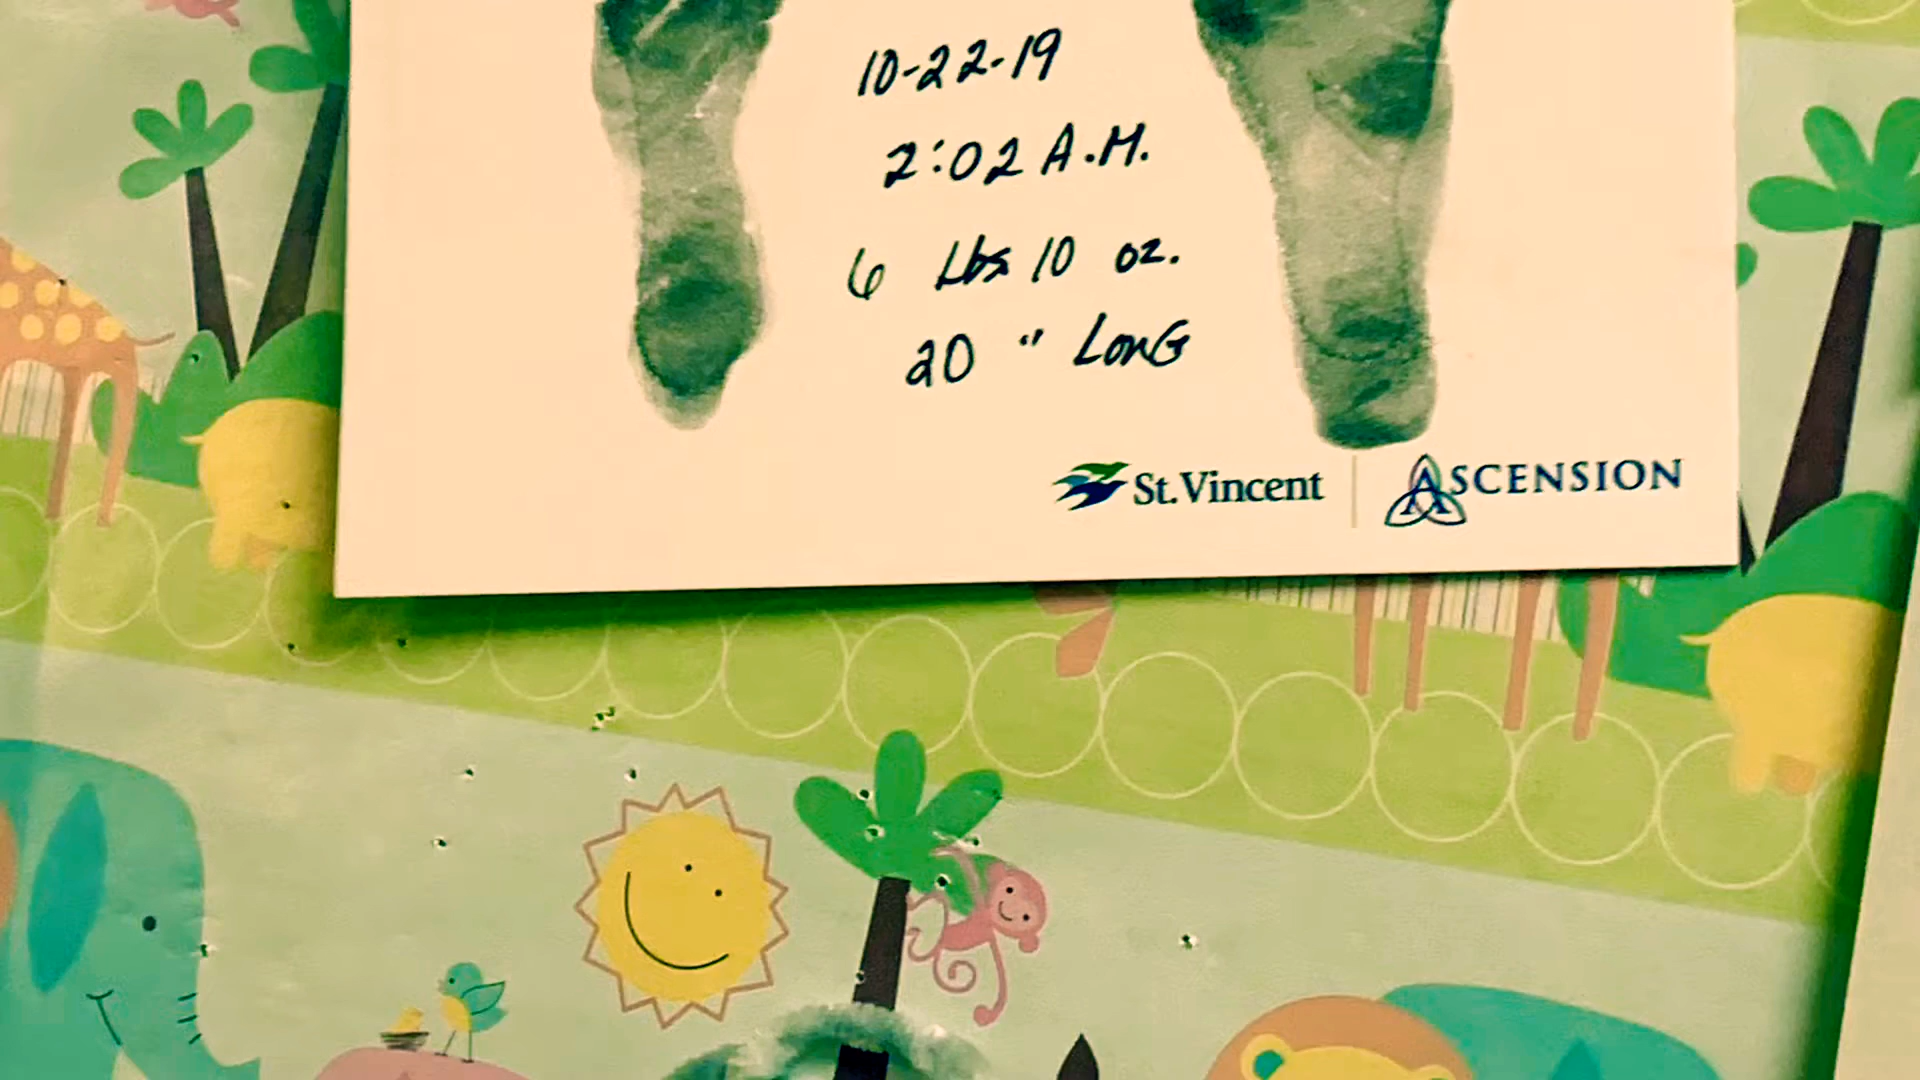 10-22-19
2:02 A.M.
6 Lbs 10 oz.
20 " LONG
St.Vincent
ASCENSION